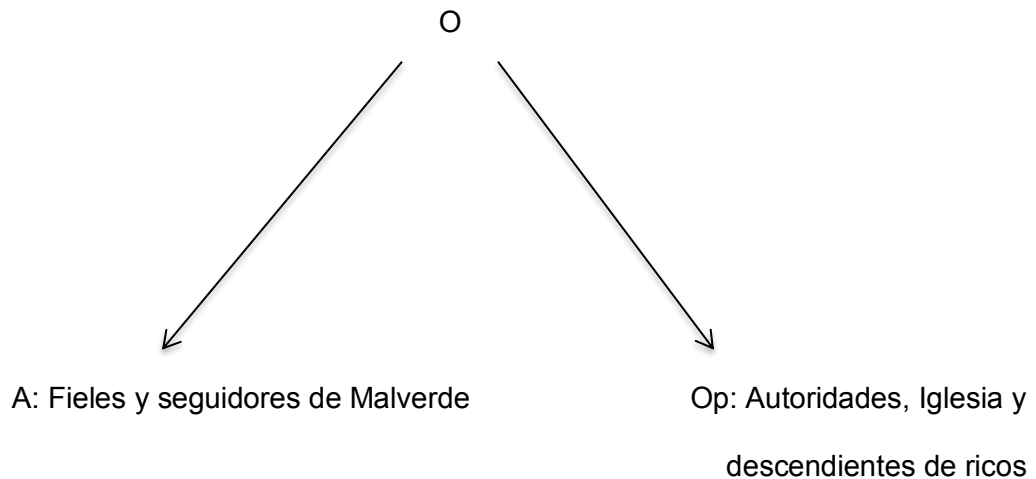 O
A: Fieles y seguidores de Malverde
Op: Autoridades, Iglesia y
descendientes de ricos